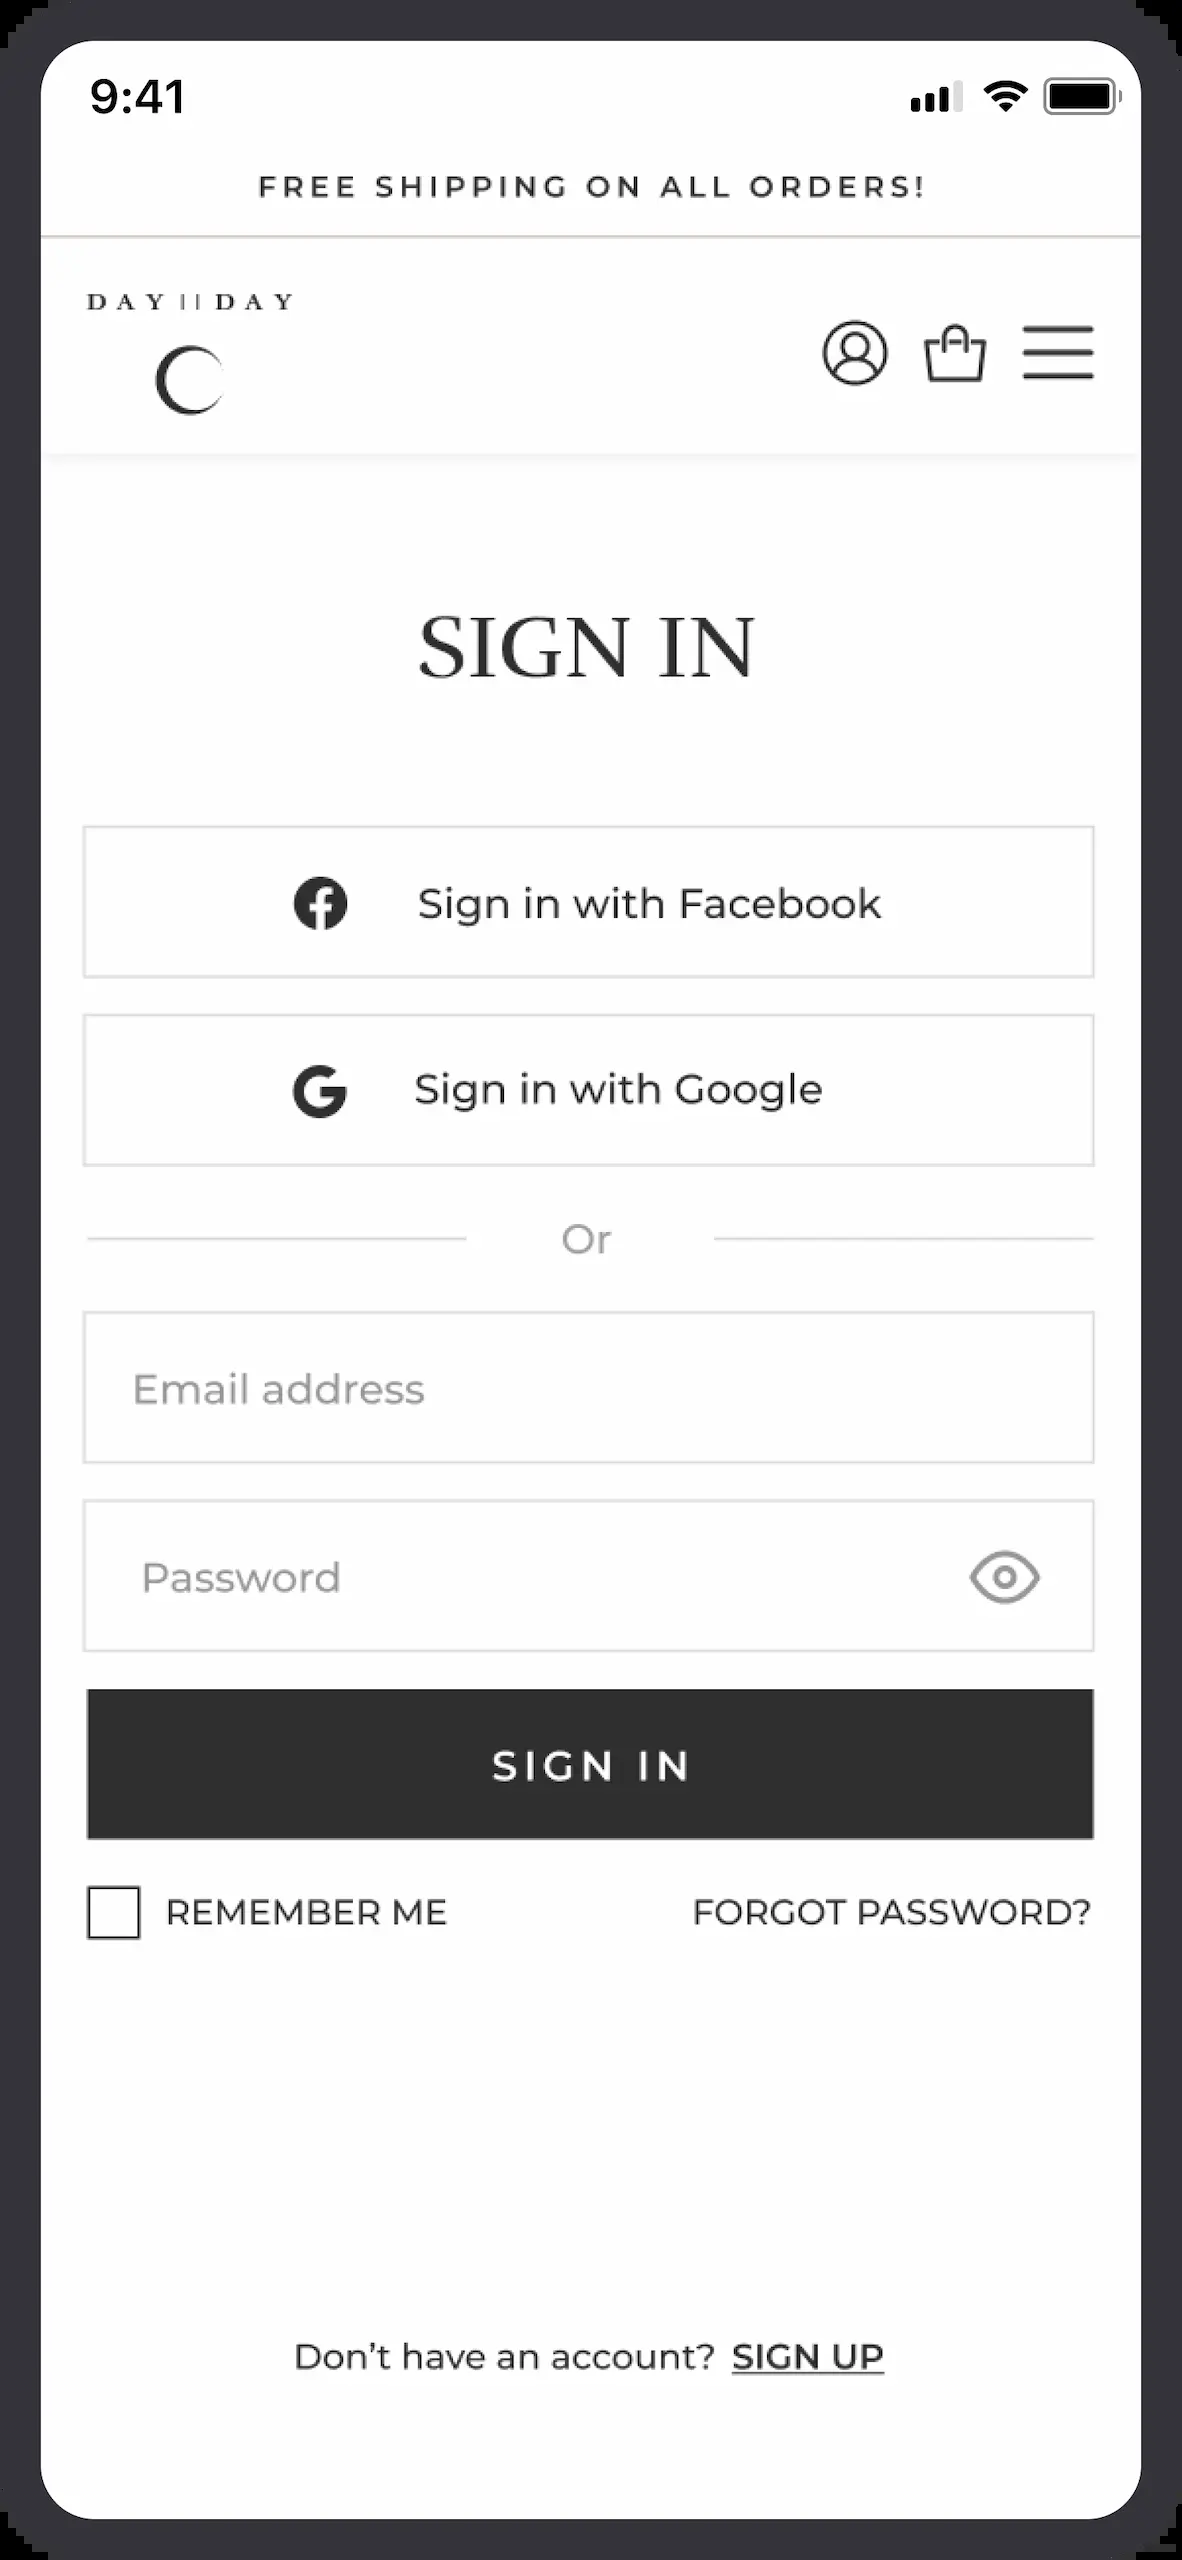 9:41
FREE SHIPPING ON ALL ORDERS!
DAY||DAY
SIGN IN
Sign in with Facebook
Sign in with Google
Or
Email address
Password
SIGN IN
REMEMBER ME
FORGOT PASSWORD?
Don’t have an account? SIGN UP